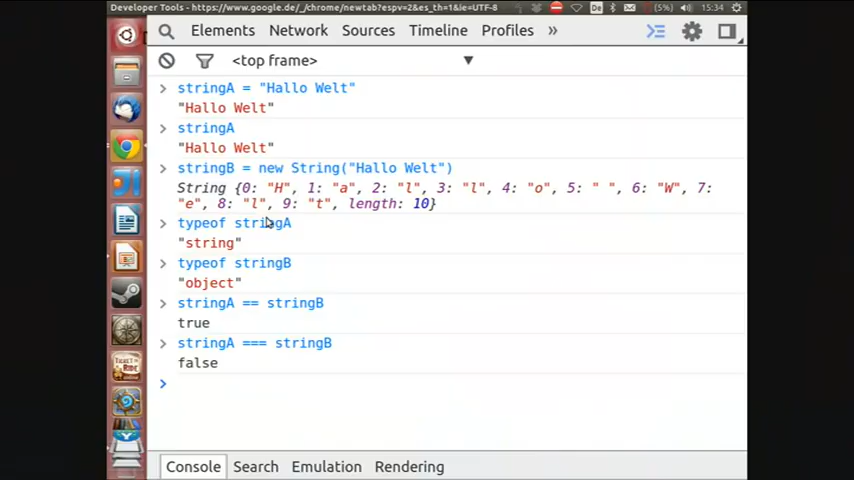 Developer Tools - https://www.google.de/_/chrome/newtab?espv=2&es_th=1&ie=UTF-8
De
(5%)
15:34
Elements Network Sources Timeline Profiles »
<top frame>
stringA = "Hallo Welt"
"Hallo Welt"
stringA
"Hallo Welt"
stringB = new String("Hallo Welt")
String {0: "H", 1: "a", 2: "l", 3: "l", 4: "o", 5: " ", 6: "W", 7:
"e", 8: "l", 9: "t", length: 10}
typeof stringA
"string"
typeof stringB
"object"
stringA == stringB
true
stringA === stringB
false
Console Search Emulation Rendering